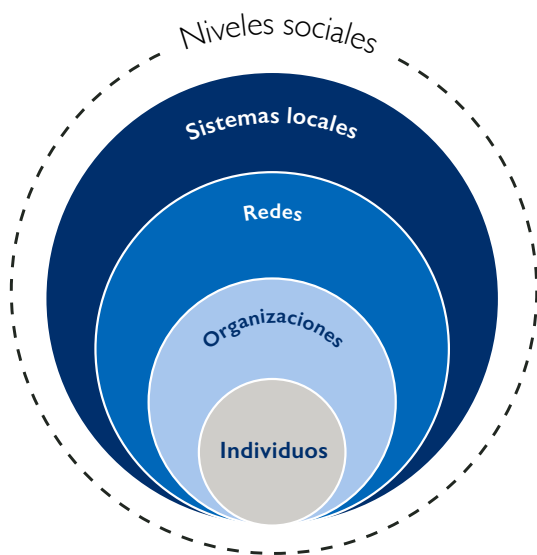 Niveles sociales
Sistemas locales
Redes
Organizaciones
Individuos